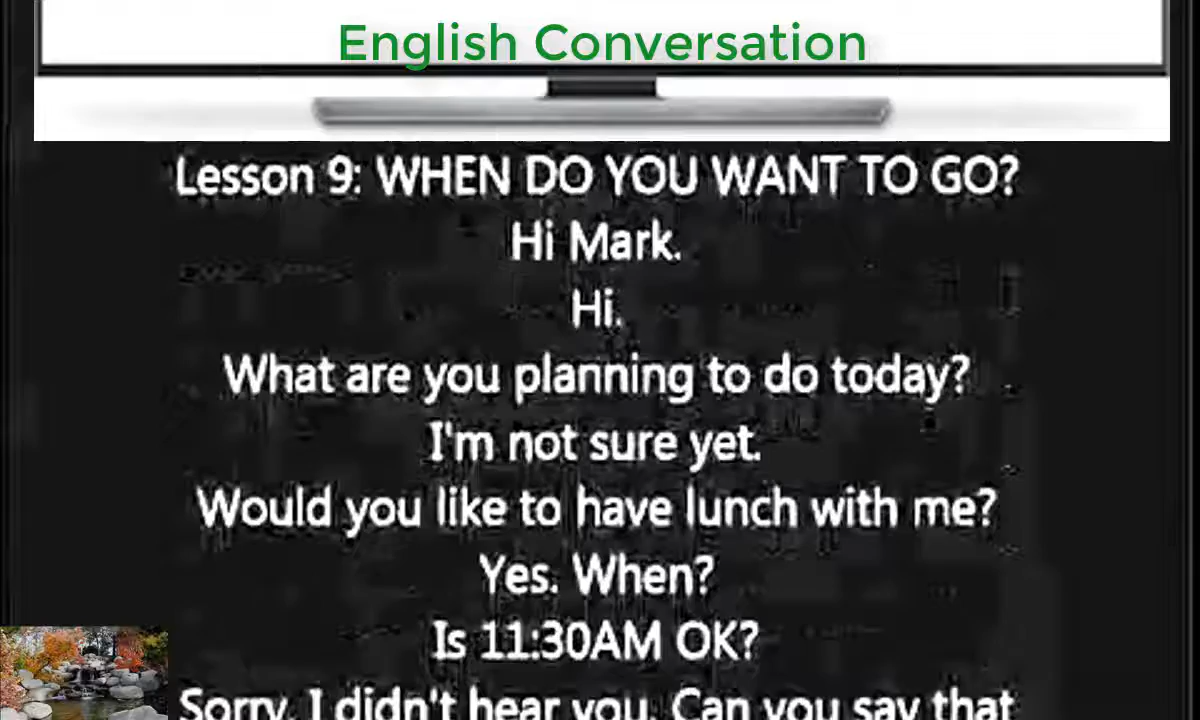 English Conversation
Lesson 9: WHEN DO YOU WANT TO GO?
Hi Mark.
Hi.
What are you planning to do today?
I'm not sure yet.
Would you like to have lunch with me?
Yes. When?
Is 11:30AM OK?
Sorry, I didn't hear you. Can you say that